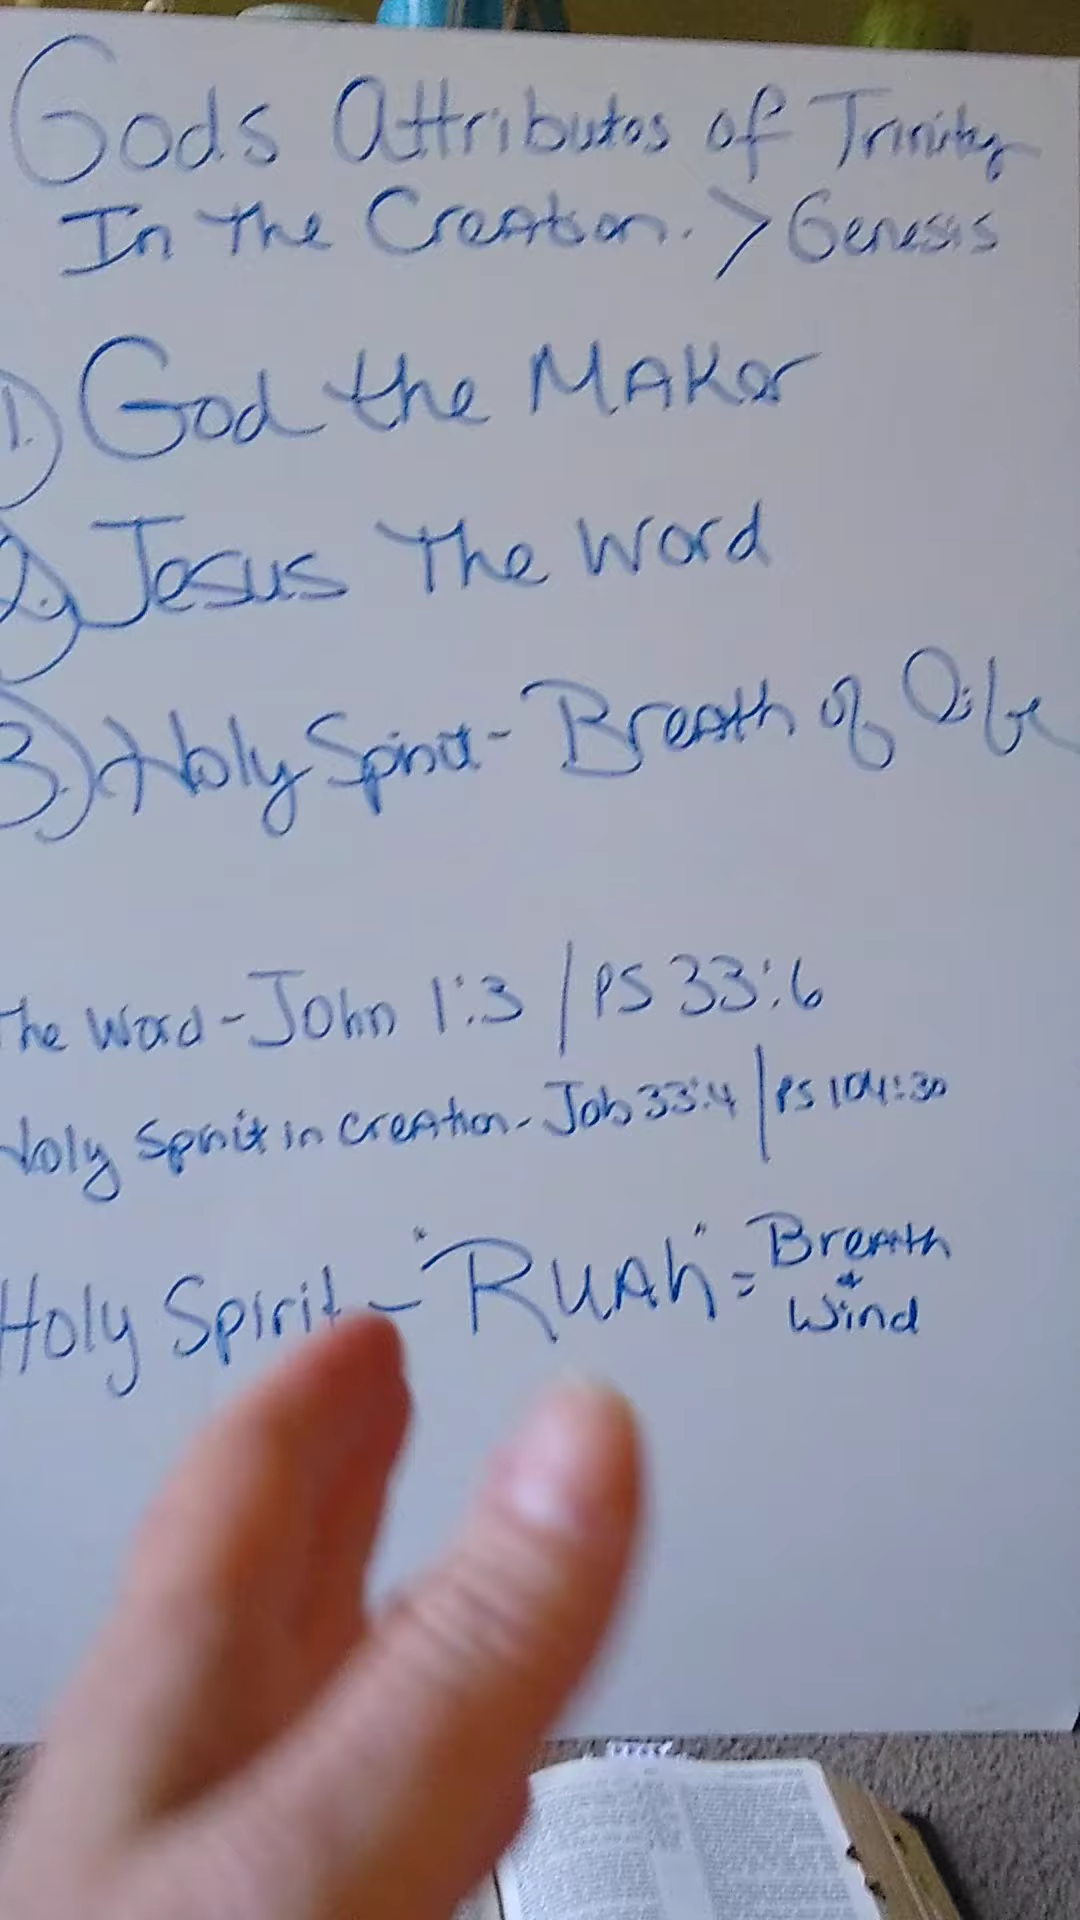 Gods Attributes of Trinity
In The Creation. > Genesis
1. God the MAKer
2. Jesus The Word
3. Holy Spirit - Breath of Life
The Word - John 1:3 / PS 33:6
Holy Spirit in creation - Job 33:4 / PS 104:30
Holy Spirit - "RUAh" = Breath + Wind